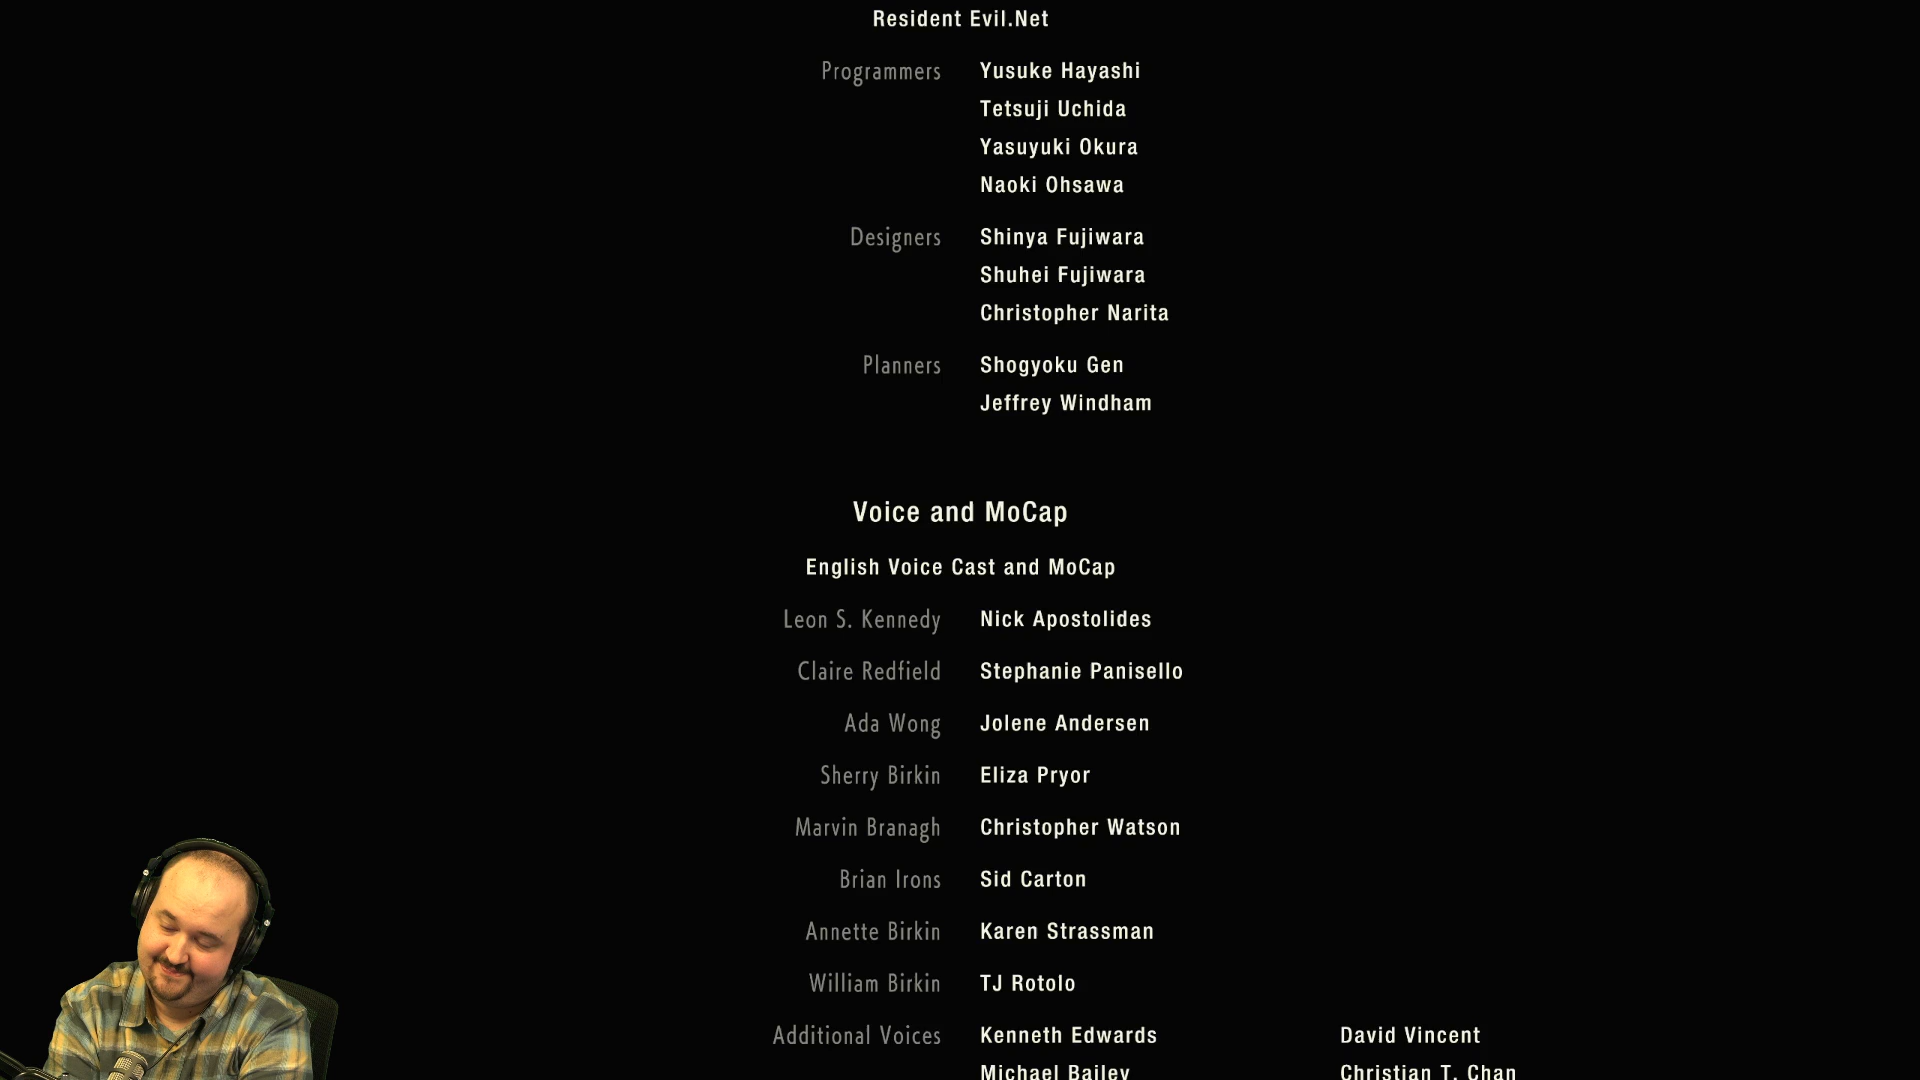 Resident Evil.Net
Programmers Yusuke Hayashi
Tetsuji Uchida
Yasuyuki Okura
Naoki Ohsawa
Designers Shinya Fujiwara
Shuhei Fujiwara
Christopher Narita
Planners Shogyoku Gen
Jeffrey Windham
Voice and MoCap
English Voice Cast and MoCap
Leon S. Kennedy Nick Apostolides
Claire Redfield Stephanie Panisello
Ada Wong Jolene Andersen
Sherry Birkin Eliza Pryor
Marvin Branagh Christopher Watson
Brian Irons Sid Carton
Annette Birkin Karen Strassman
William Birkin TJ Rotolo
Additional Voices Kenneth Edwards David Vincent
Michael Bailey Christian T. Chan